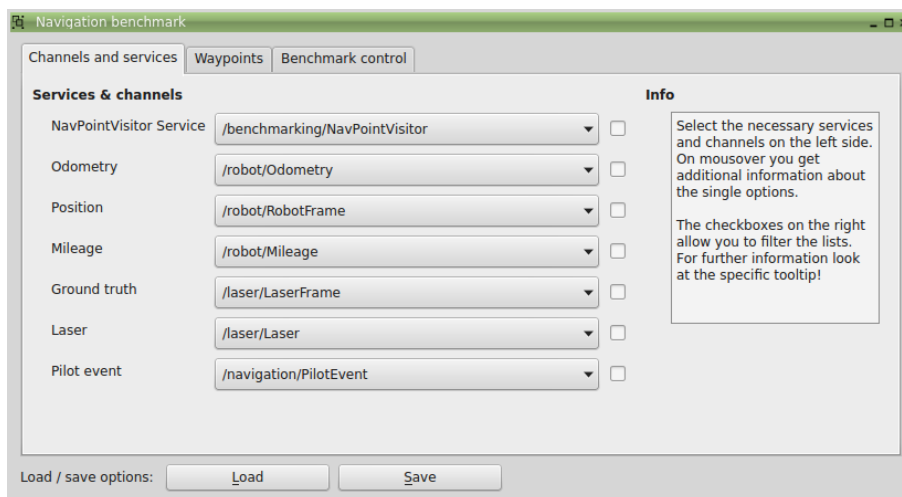 Navigation benchmark
Channels and services Waypoints Benchmark control
Services & channels
NavPointVisitor Service /benchmarking/NavPointVisitor
Odometry /robot/Odometry
Position /robot/RobotFrame
Mileage /robot/Mileage
Ground truth /laser/LaserFrame
Laser /laser/Laser
Pilot event /navigation/PilotEvent
Info
Select the necessary services
and channels on the left side.
On mousover you get
additional information about
the single options.
The checkboxes on the right
allow you to filter the lists.
For further information look
at the specific tooltip!
Load / save options: Load Save